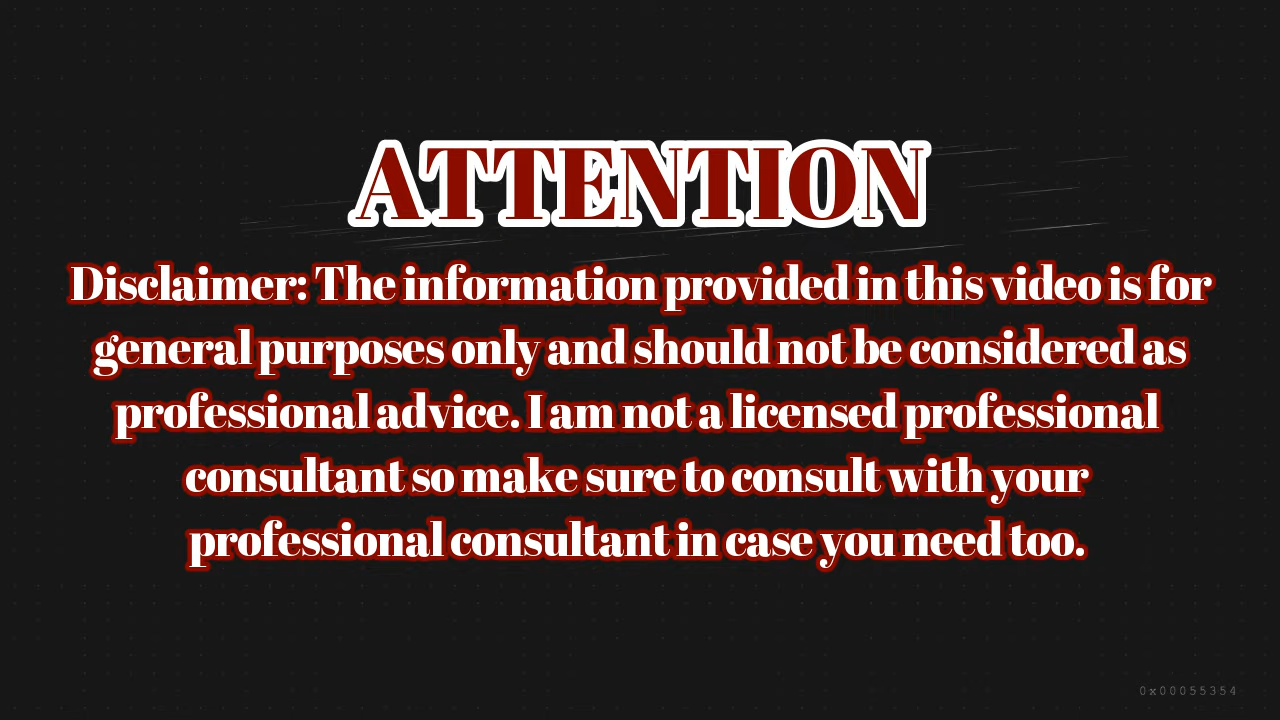 ATTENTION
Disclaimer: The information provided in this video is for
general purposes only and should not be considered as
professional advice. I am not a licensed professional
consultant so make sure to consult with your
professional consultant in case you need too.
0x00055354